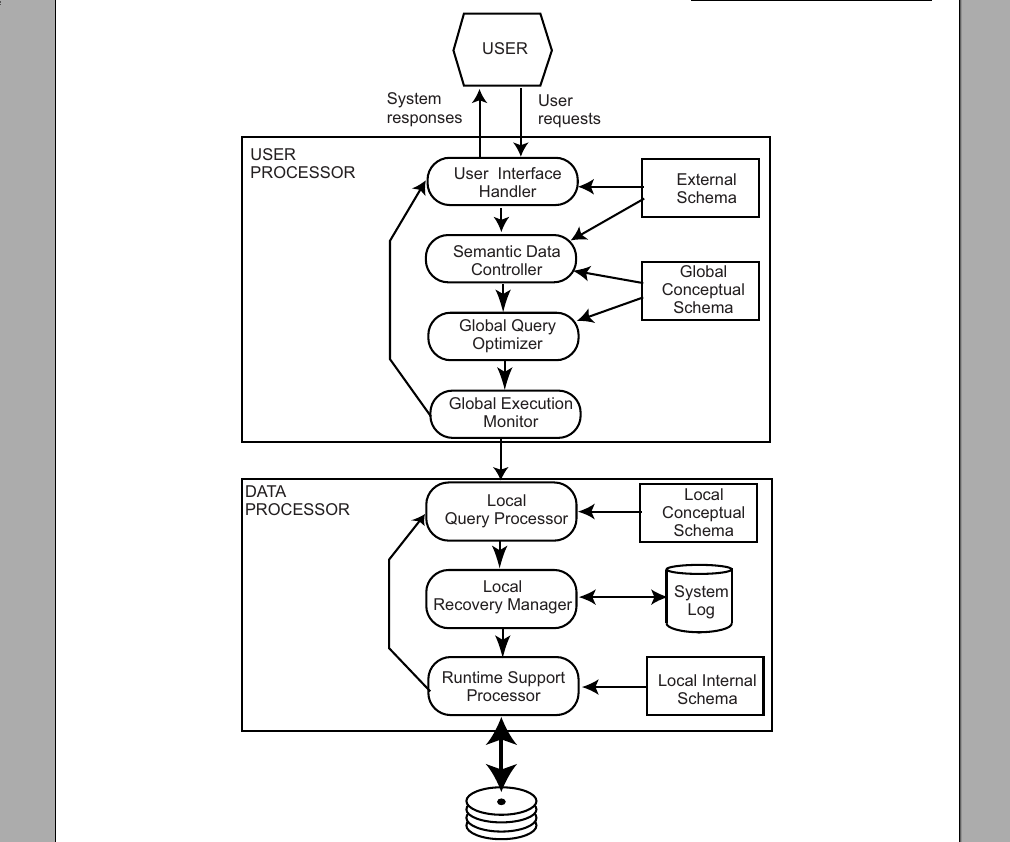 USER
System
responses
User
requests
USER
PROCESSOR
User Interface
Handler
External
Schema
Semantic Data
Controller
Global
Conceptual
Schema
Global Query
Optimizer
Global Execution
Monitor
DATA
PROCESSOR
Local
Query Processor
Local
Conceptual
Schema
Local
Recovery Manager
System
Log
Runtime Support
Processor
Local Internal
Schema